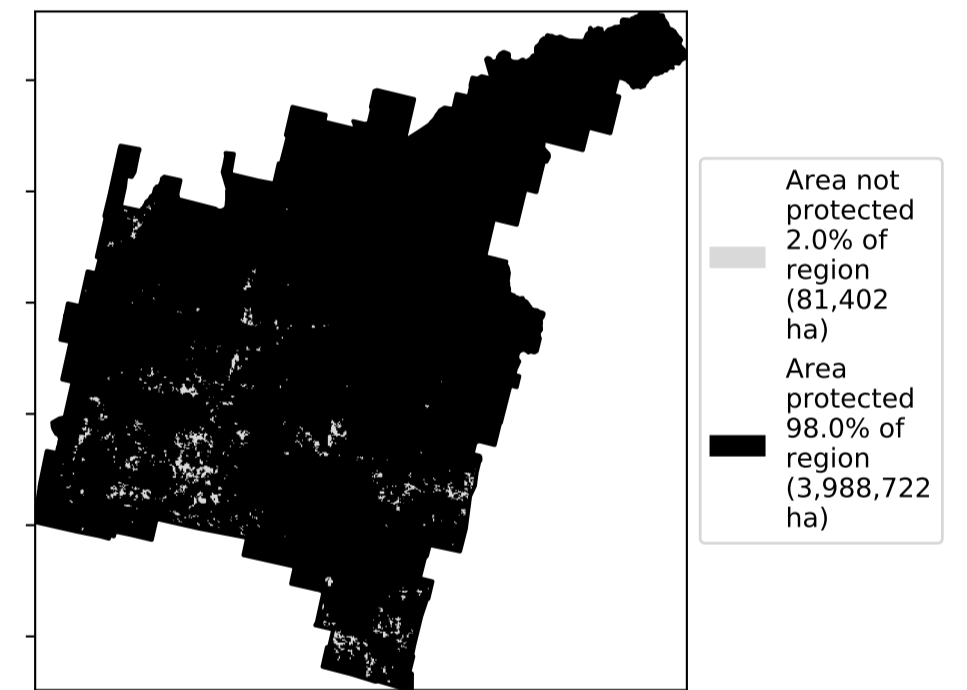 Area not
protected
2.0% of
region
(81,402
ha)
Area
protected
98.0% of
region
(3,988,722
ha)